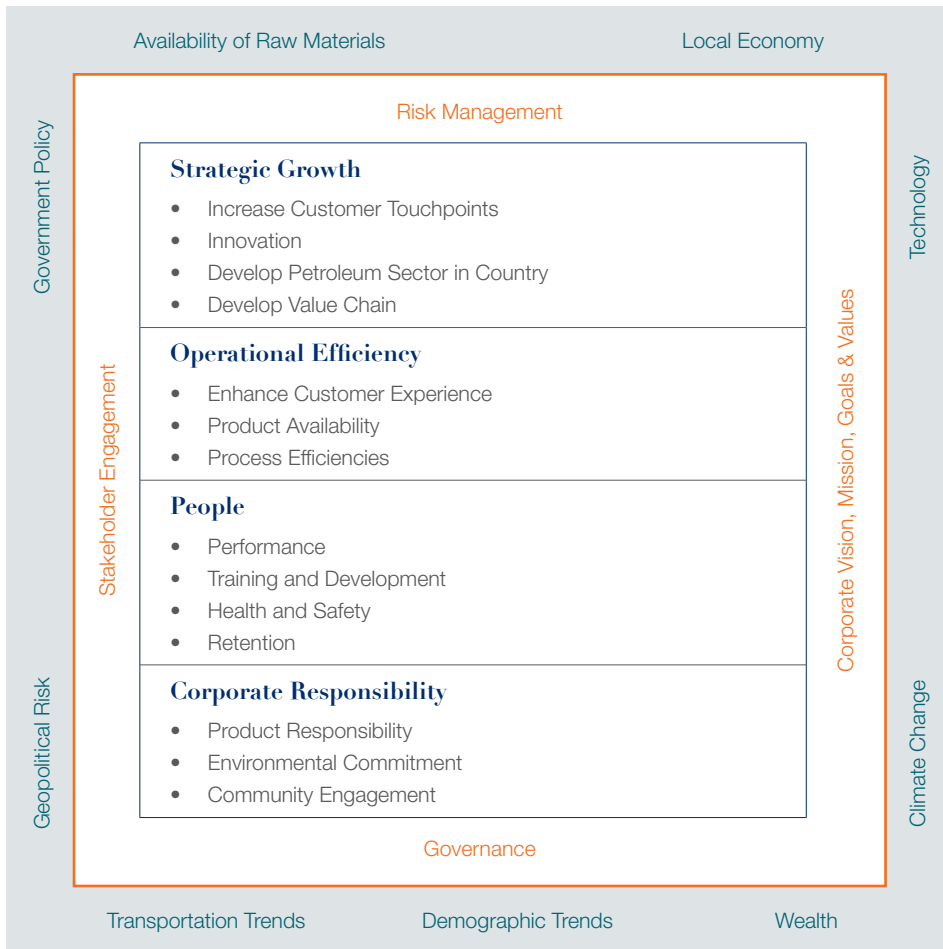 Availability of Raw Materials
Local Economy
Government Policy
Technology
Risk Management
Strategic Growth
• Increase Customer Touchpoints
• Innovation
• Develop Petroleum Sector in Country
• Develop Value Chain
Operational Efficiency
• Enhance Customer Experience
• Product Availability
• Process Efficiencies
People
• Performance
• Training and Development
• Health and Safety
• Retention
Corporate Responsibility
• Product Responsibility
• Environmental Commitment
• Community Engagement
Stakeholder Engagement
Corporate Vision, Mission, Goals & Values
Governance
Geopolitical Risk
Climate Change
Transportation Trends
Demographic Trends
Wealth